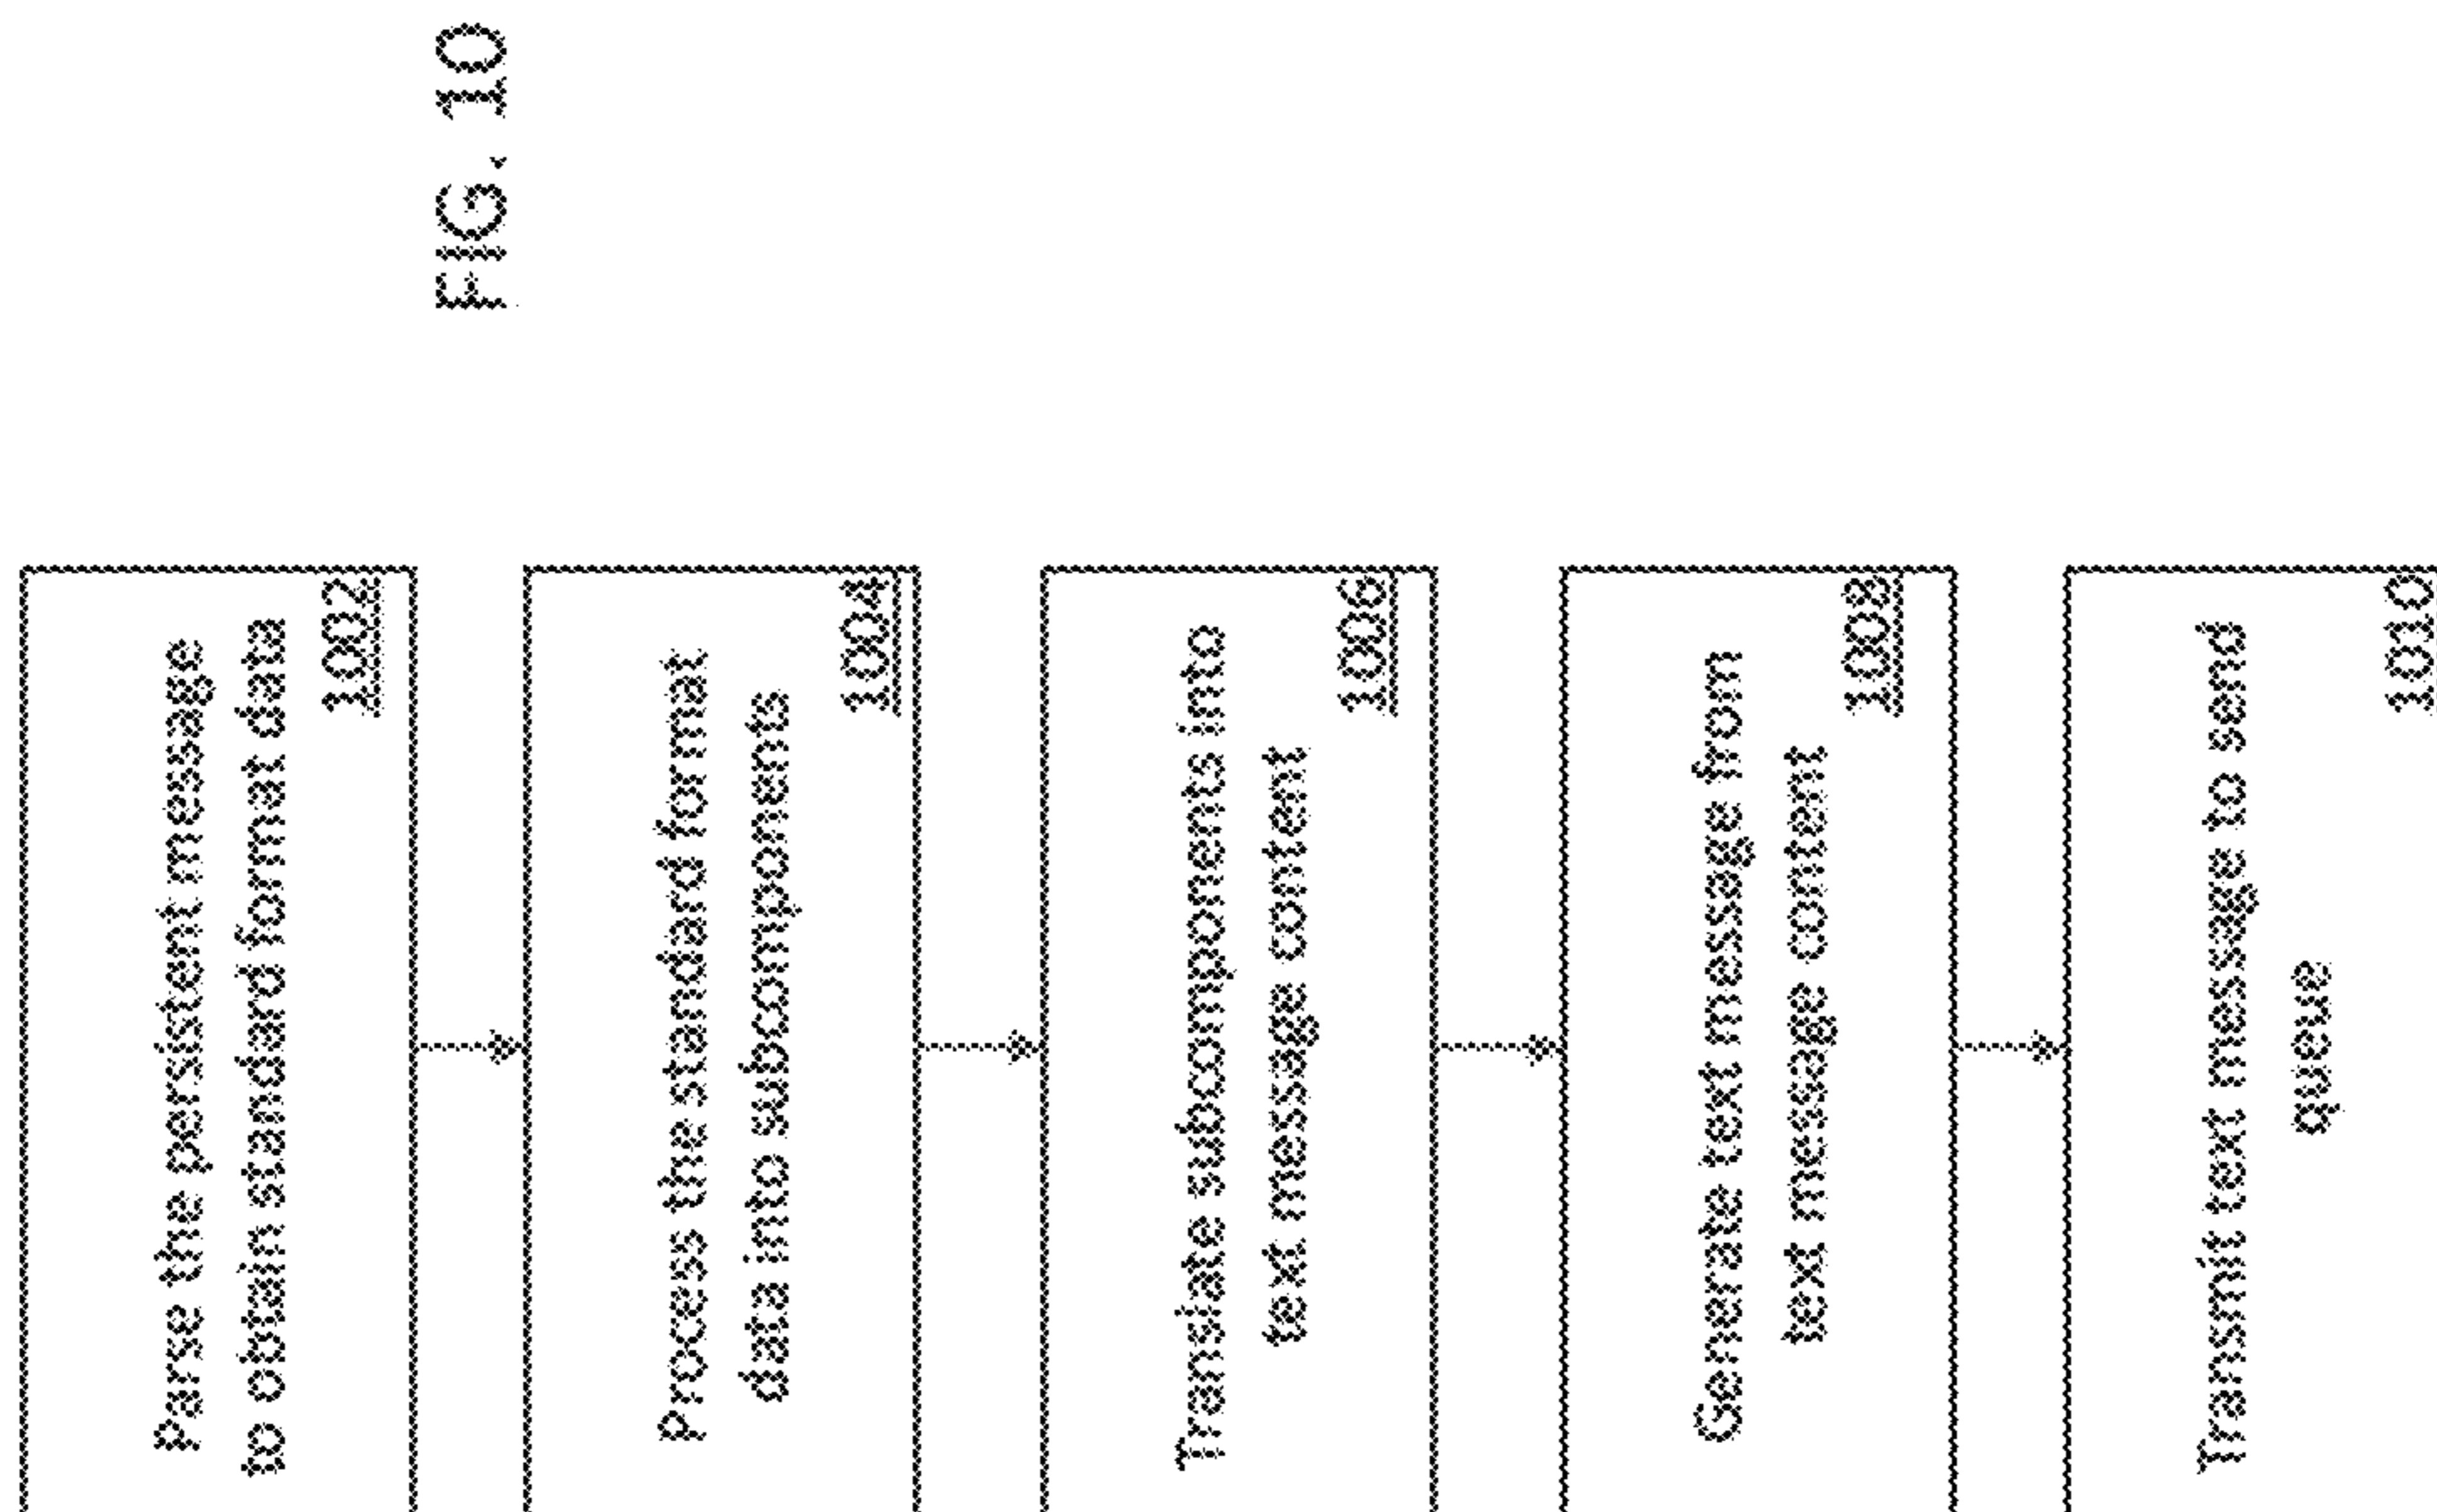 Parse the persistent message
to obtain standard format data
1002
Process the standard format
data into subcomponents
1004
Translate subcomponents into
text message content
1006
Generate text message from
text message content
1008
Transmit text message to send
queue
1010
FIG. 10